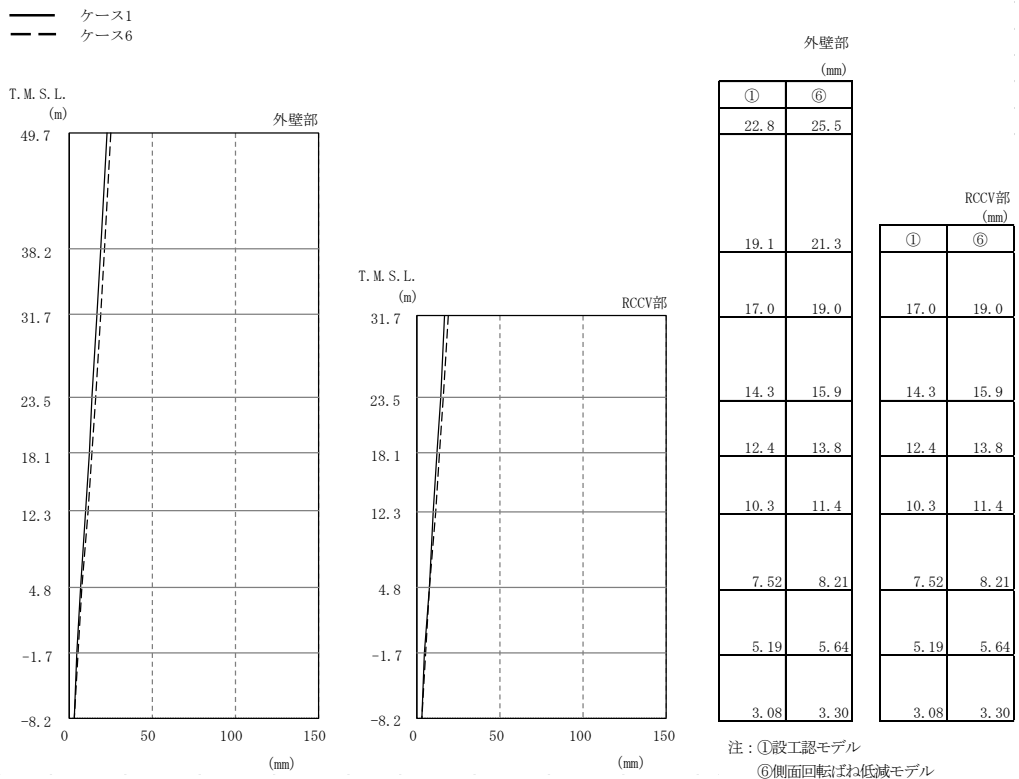 ケース1
ケース6
T.M.S.L.
(m)
外壁部
49.7
38.2
31.7
23.5
18.1
12.3
4.8
-1.7
-8.2
0 50 100 150
(mm)
T.M.S.L.
(m)
RCCV部
31.7
23.5
18.1
12.3
4.8
-1.7
-8.2
0 50 100 150
(mm)
外壁部
(mm)
① ⑥
22.8 25.5
19.1 21.3
17.0 19.0
14.3 15.9
12.4 13.8
10.3 11.4
7.52 8.21
5.19 5.64
3.08 3.30
RCCV部
(mm)
① ⑥
17.0 19.0
14.3 15.9
12.4 13.8
10.3 11.4
7.52 8.21
5.19 5.64
3.08 3.30
注：①設工認モデル
⑥側面回転ばね低減モデル